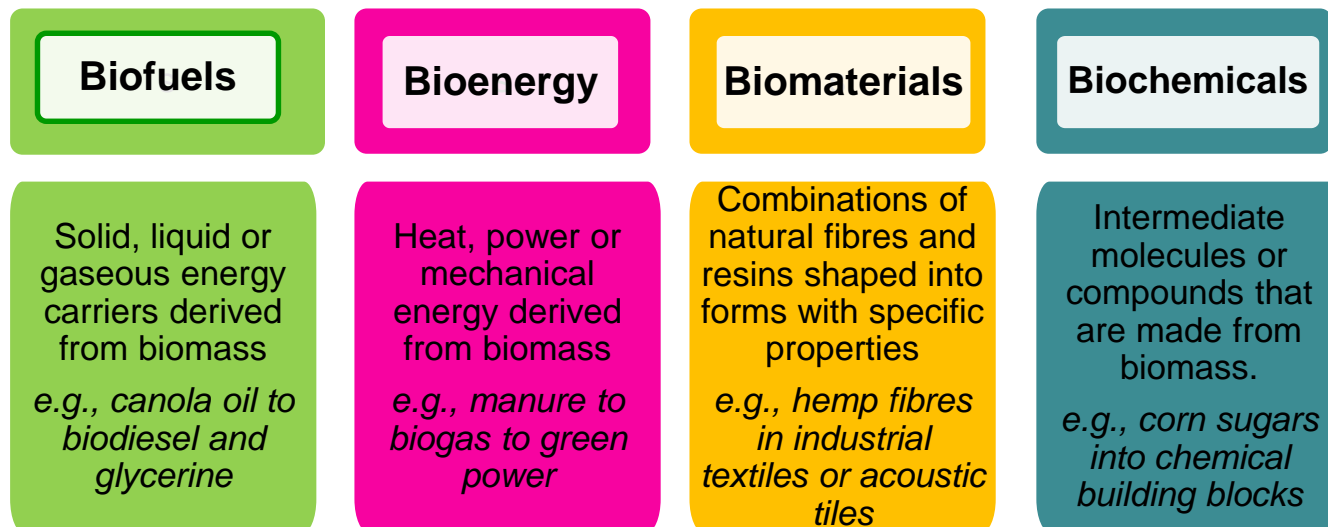 Biofuels
Bioenergy
Biomaterials
Biochemicals
Solid, liquid or
gaseous energy
carriers derived
from biomass
e.g., canola oil to
biodiesel and
glycerine
Heat, power or
mechanical
energy derived
from biomass
e.g., manure to
biogas to green
power
Combinations of
natural fibres and
resins shaped into
forms with specific
properties
e.g., hemp fibres
in industrial
textiles or acoustic
tiles
Intermediate
molecules or
compounds that
are made from
biomass.
e.g., corn sugars
into chemical
building blocks